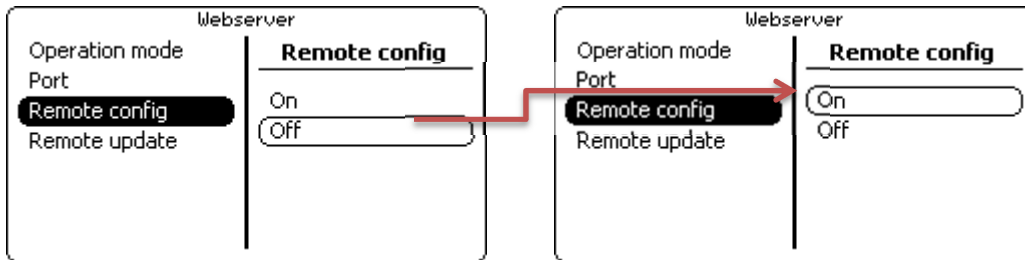 Webserver
Operation mode
Port
Remote config
Remote update
Remote config
On
Off
Webserver
Operation mode
Port
Remote config
Remote update
Remote config
On
Off